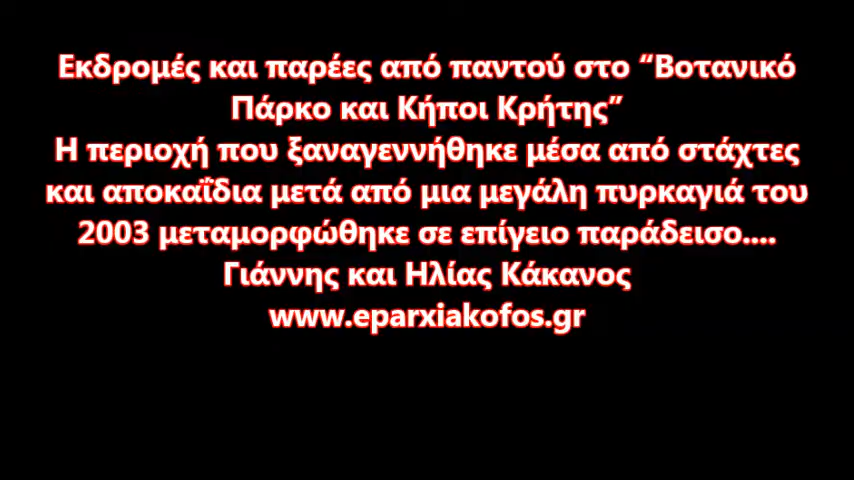 Εκδρομές και παρέες από παντού στο “Βοτανικό
Πάρκο και Κήποι Κρήτης”
Η περιοχή που ξαναγεννήθηκε μέσα από στάχτες
και αποκαΐδια μετά από μια μεγάλη πυρκαγιά του
2003 μεταμορφώθηκε σε επίγειο παράδεισο....
Γιάννης και Ηλίας Κάκανος
www.eparxiakofos.gr